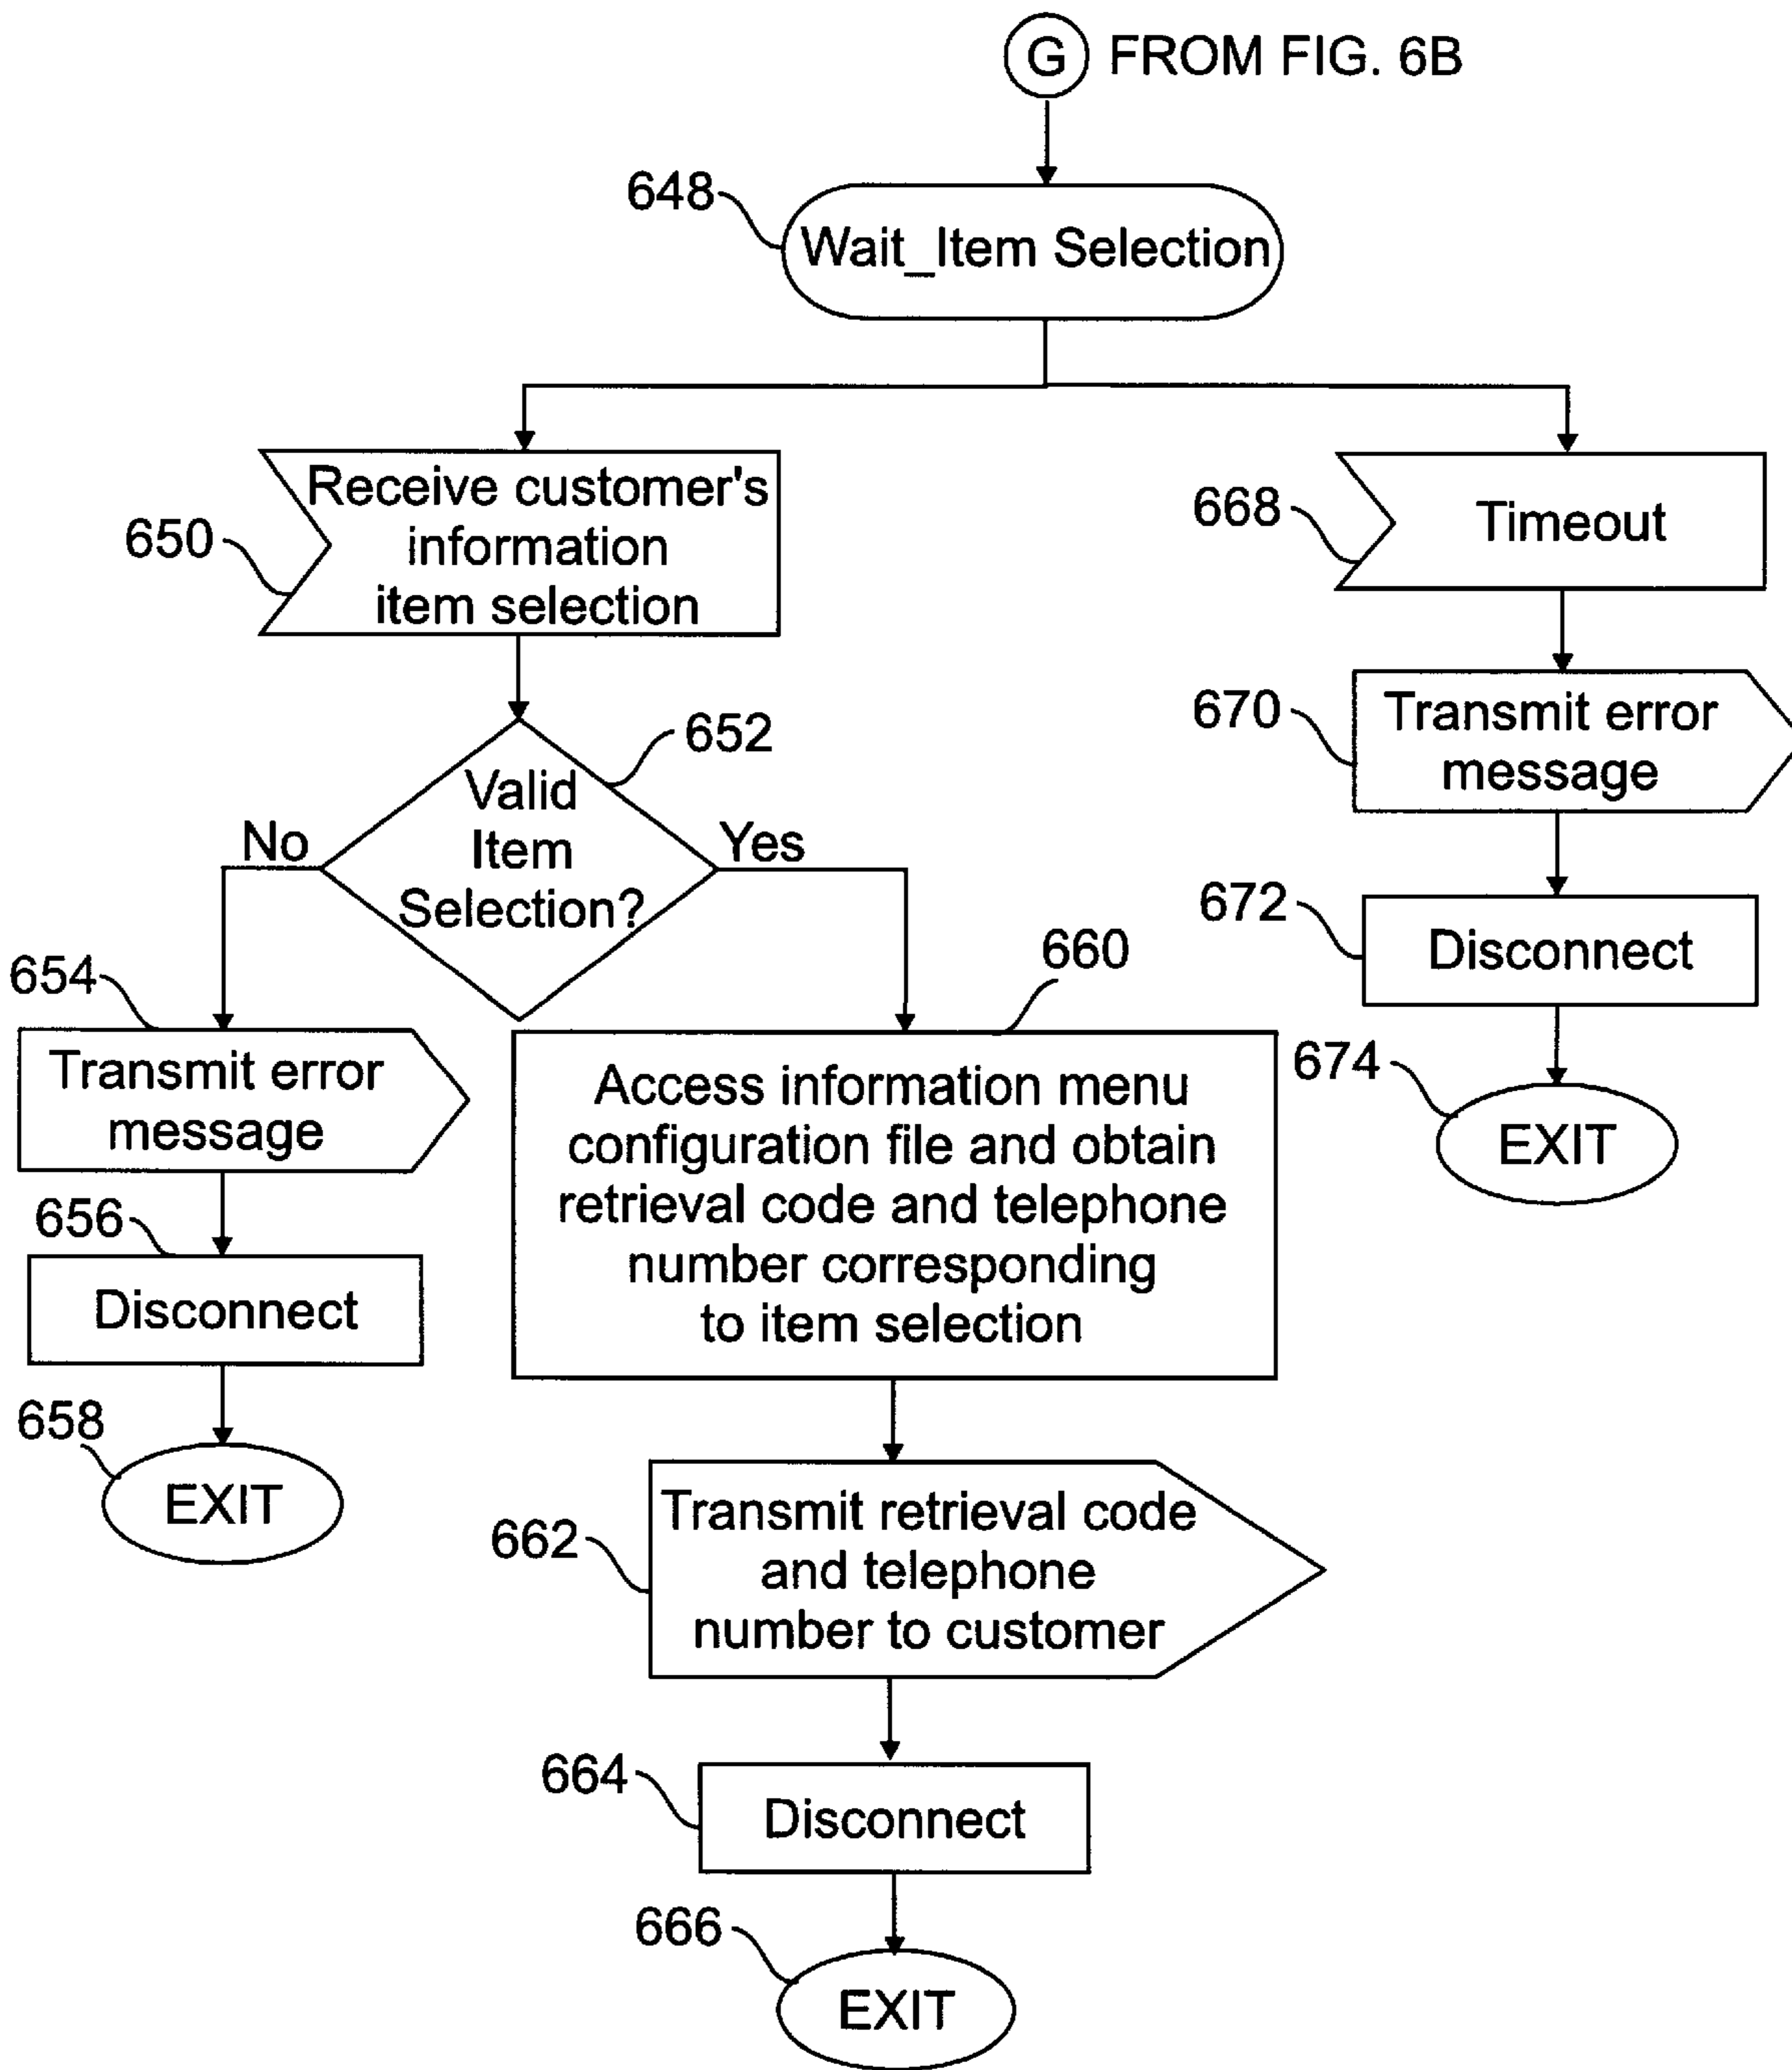 G FROM FIG. 6B
648
Wait_Item Selection
650
Receive customer's
information
item selection
668
Timeout
670
Transmit error
message
652
Valid
Item
Selection?
No
Yes
672
Disconnect
654
Transmit error
message
660
Access information menu
configuration file and obtain
retrieval code and telephone
number corresponding
to item selection
674
EXIT
656
Disconnect
658
EXIT
662
Transmit retrieval code
and telephone
number to customer
664
Disconnect
666
EXIT